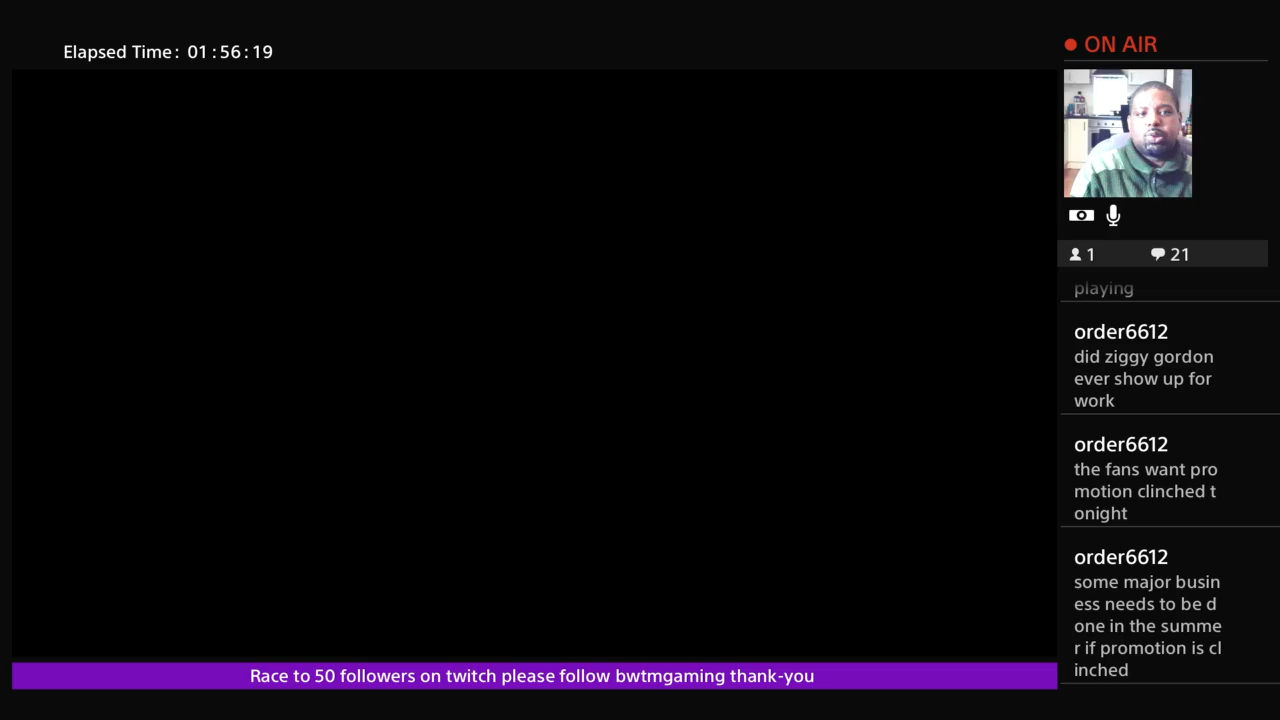 Elapsed Time: 01:56:19
ON AIR
1 21
playing
order6612
did ziggy gordon
ever show up for
work
order6612
the fans want pro
motion clinched t
onight
order6612
some major busin
ess needs to be d
one in the summe
r if promotion is cl
inched
Race to 50 followers on twitch please follow bwtmgaming thank-you